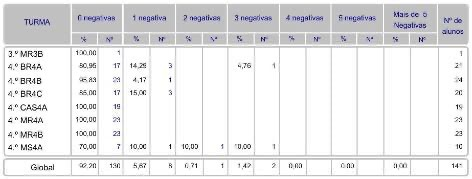 TURMA 0 negativas 1 negativa 2 negativas 3 negativas 4 negativas 5 negativas Mais de 5 Negativas Nº de alunos
% Nº % Nº % Nº % Nº % Nº % Nº % Nº
3.º MR3B 100,00 1 1
4.º BR4A 80,95 17 14,29 3 4,76 1 21
4.º BR4B 95,83 23 4,17 1 24
4.º BR4C 85,00 17 15,00 3 20
4.º CAS4A 100,00 19 19
4.º MR4A 100,00 23 23
4.º MR4B 100,00 23 23
4.º MS4A 70,00 7 10,00 1 10,00 1 10,00 1 10
Global 92,20 130 5,67 8 0,71 1 1,42 2 0,00 0,00 0,00 141